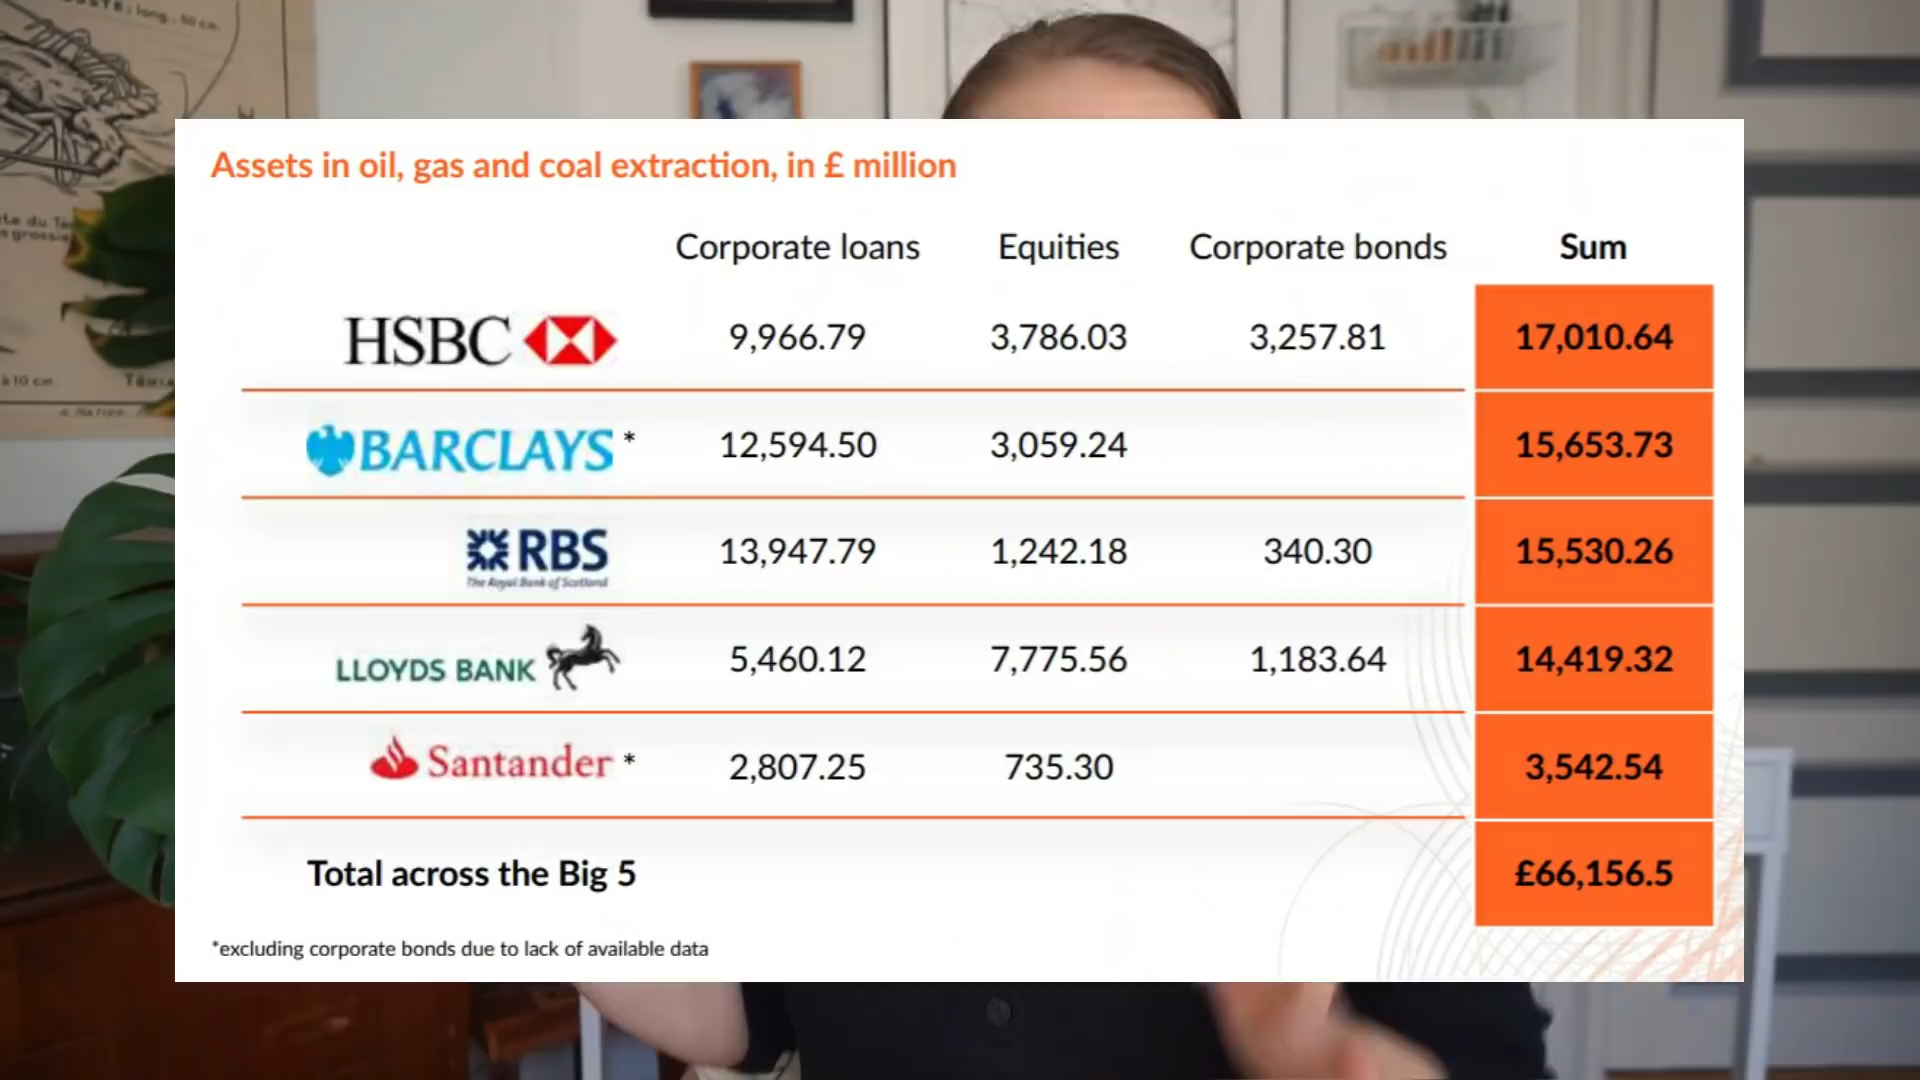 Assets in oil, gas and coal extraction, in £ million
Corporate loans Equities Corporate bonds Sum
HSBC 9,966.79 3,786.03 3,257.81 17,010.64
BARCLAYS * 12,594.50 3,059.24 15,653.73
RBS 13,947.79 1,242.18 340.30 15,530.26
The Royal Bank of Scotland
LLOYDS BANK 5,460.12 7,775.56 1,183.64 14,419.32
Santander * 2,807.25 735.30 3,542.54
Total across the Big 5 £66,156.5
*excluding corporate bonds due to lack of available data